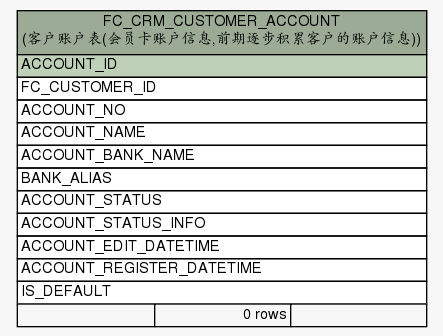 FC_CRM_CUSTOMER_ACCOUNT
(客户账户表(会员卡账户信息,前期逐步积累客户的账户信息))
ACCOUNT_ID
FC_CUSTOMER_ID
ACCOUNT_NO
ACCOUNT_NAME
ACCOUNT_BANK_NAME
BANK_ALIAS
ACCOUNT_STATUS
ACCOUNT_STATUS_INFO
ACCOUNT_EDIT_DATETIME
ACCOUNT_REGISTER_DATETIME
IS_DEFAULT
0 rows